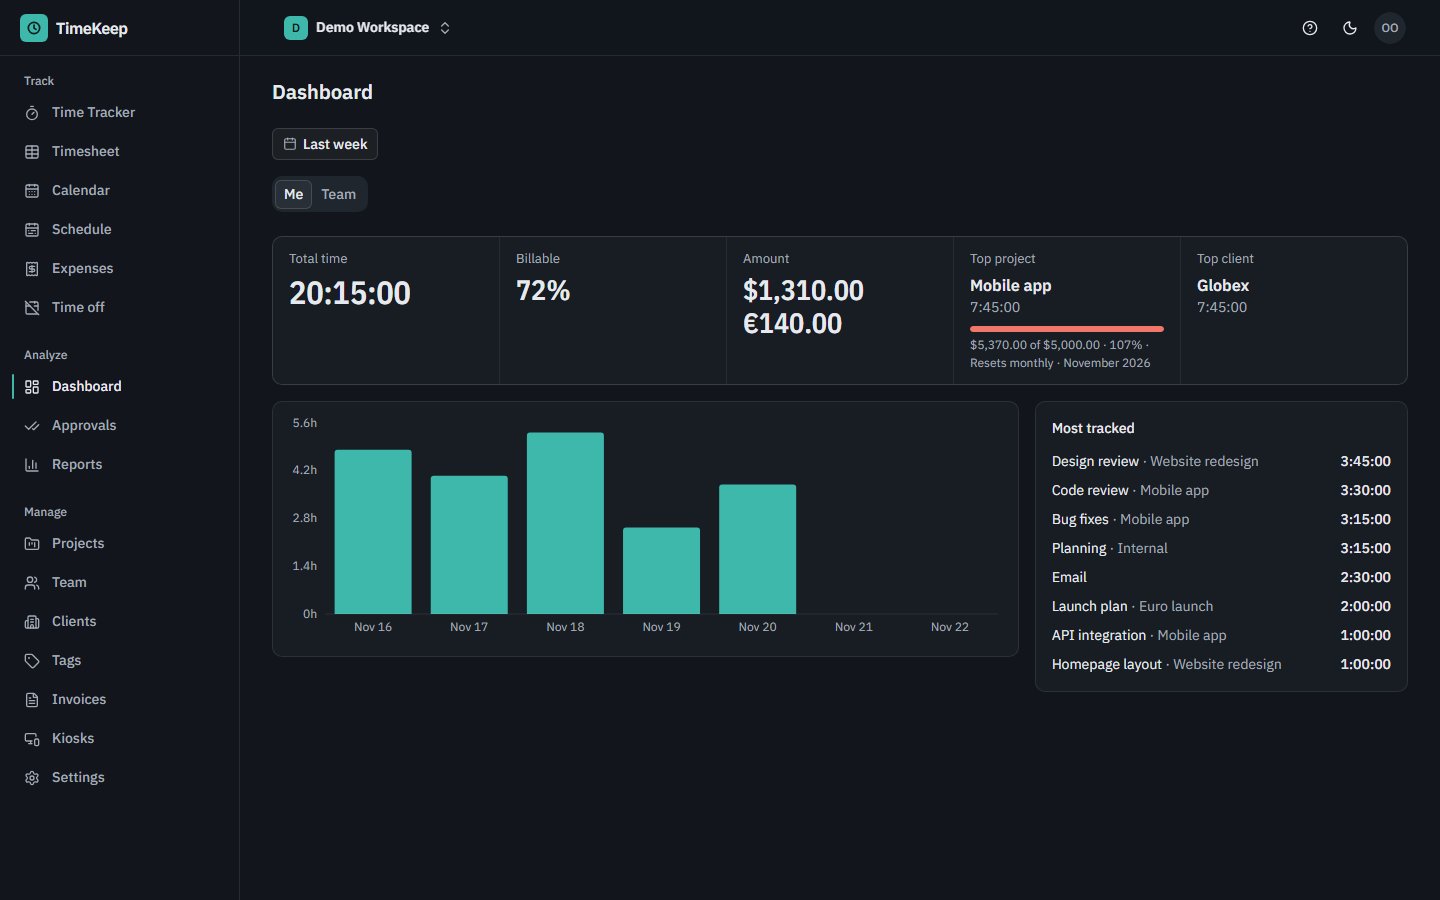 TimeKeep
D Demo Workspace
OO
Track
Time Tracker
Timesheet
Calendar
Schedule
Expenses
Time off
Analyze
Dashboard
Approvals
Reports
Manage
Projects
Team
Clients
Tags
Invoices
Kiosks
Settings
Dashboard
Last week
Me Team
Total time
20:15:00
Billable
72%
Amount
$1,310.00
€140.00
Top project
Mobile app
7:45:00
$5,370.00 of $5,000.00 · 107% ·
Resets monthly · November 2026
Top client
Globex
7:45:00
5.6h
4.2h
2.8h
1.4h
0h
Nov 16 Nov 17 Nov 18 Nov 19 Nov 20 Nov 21 Nov 22
Most tracked
Design review · Website redesign 3:45:00
Code review · Mobile app 3:30:00
Bug fixes · Mobile app 3:15:00
Planning · Internal 3:15:00
Email 2:30:00
Launch plan · Euro launch 2:00:00
API integration · Mobile app 1:00:00
Homepage layout · Website redesign 1:00:00